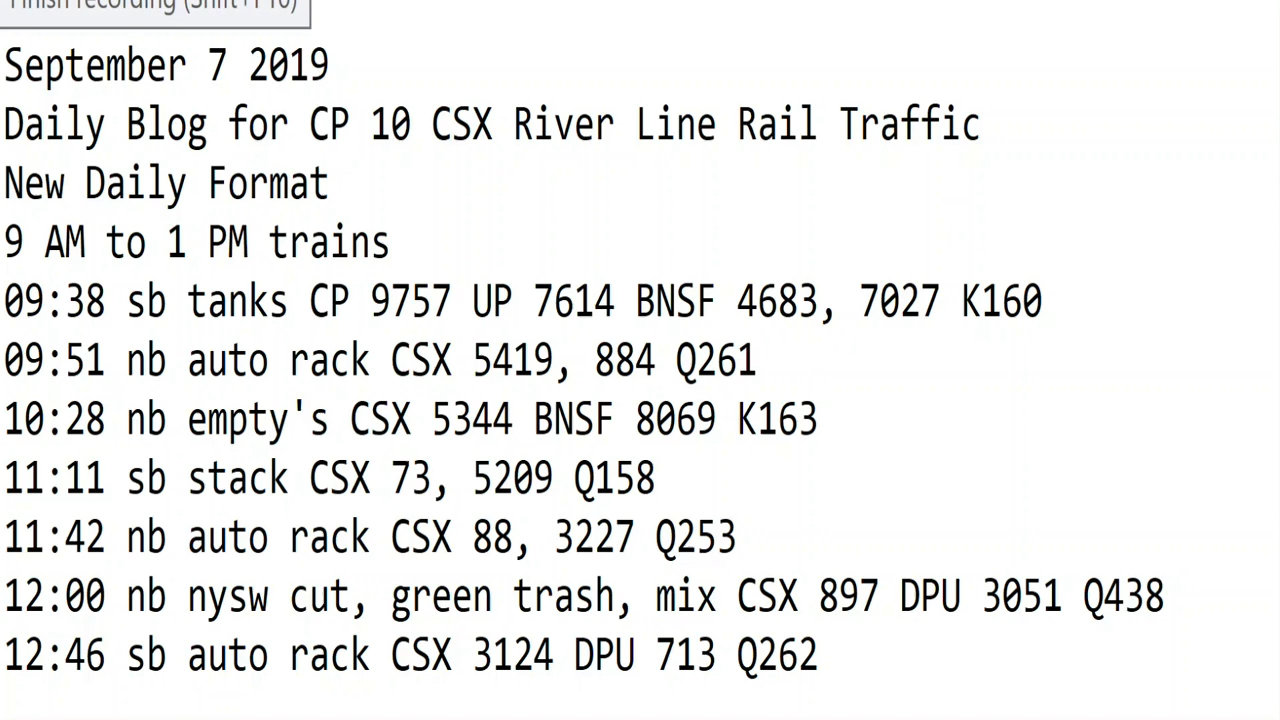 Finish recording (Shift+F10)
September 7 2019
Daily Blog for CP 10 CSX River Line Rail Traffic
New Daily Format
9 AM to 1 PM trains
09:38 sb tanks CP 9757 UP 7614 BNSF 4683, 7027 K160
09:51 nb auto rack CSX 5419, 884 Q261
10:28 nb empty's CSX 5344 BNSF 8069 K163
11:11 sb stack CSX 73, 5209 Q158
11:42 nb auto rack CSX 88, 3227 Q253
12:00 nb nysw cut, green trash, mix CSX 897 DPU 3051 Q438
12:46 sb auto rack CSX 3124 DPU 713 Q262